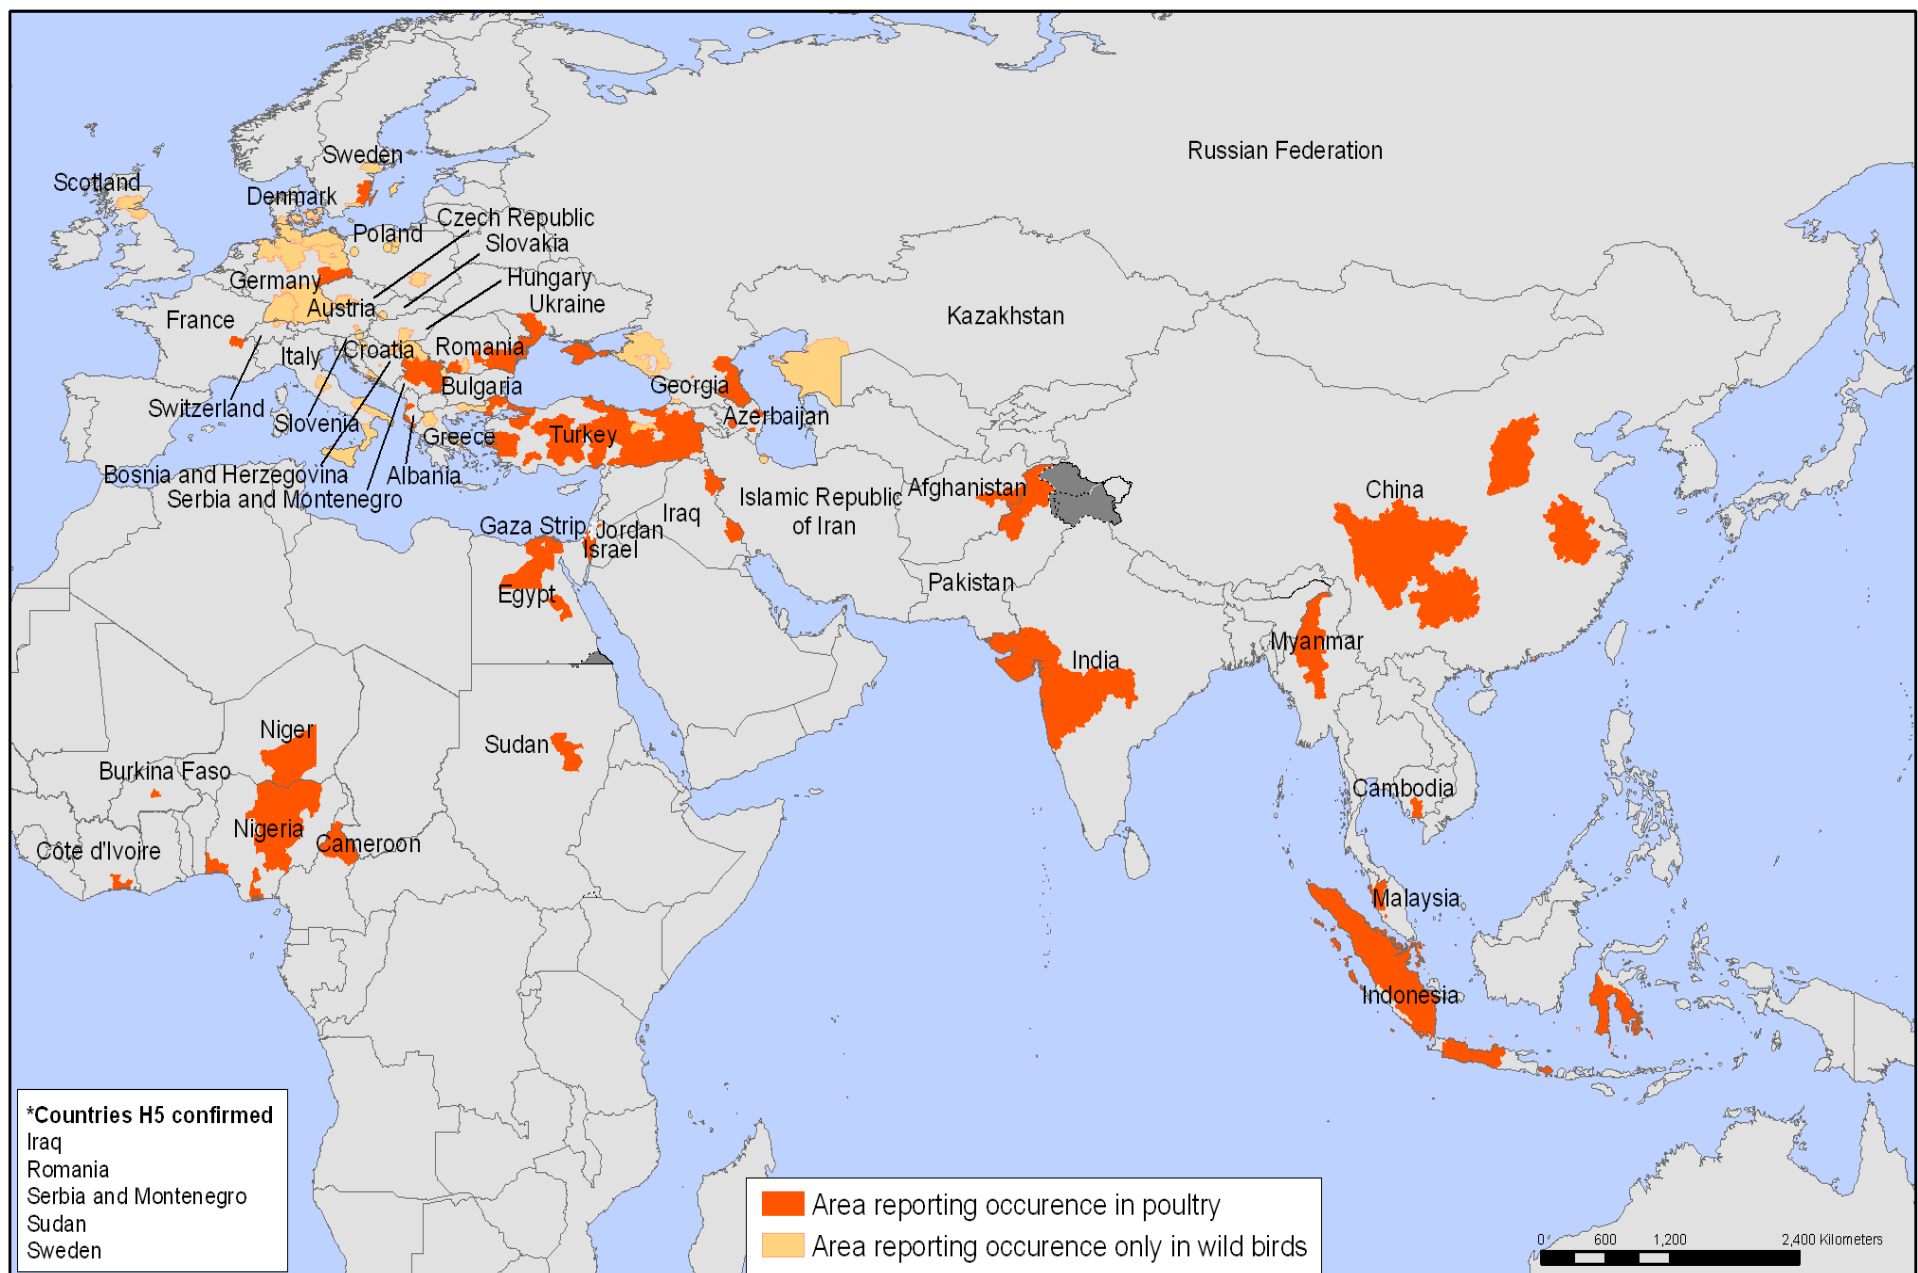 Russian Federation
Sweden
Scotland
Denmark
Czech Republic
Poland
Slovakia
Germany
Hungary
Austria
Ukraine
France
Kazakhstan
Italy
Croatia
Romania
Bulgaria
Georgia
Switzerland
Azerbaijan
Slovenia
Greece
Turkey
Bosnia and Herzegovina
Albania
Serbia and Montenegro
Islamic Republic
of Iran
Afghanistan
China
Gaza Strip
Jordan
Iraq
Israel
Egypt
Pakistan
Myanmar
India
Niger
Sudan
Burkina Faso
Cambodia
Nigeria
Cameroon
Côte d'Ivoire
Malaysia
Indonesia
*Countries H5 confirmed
Iraq
Romania
Serbia and Montenegro
Sudan
Sweden
Area reporting occurence in poultry
Area reporting occurence only in wild birds
0 600 1,200 2,400 Kilometers